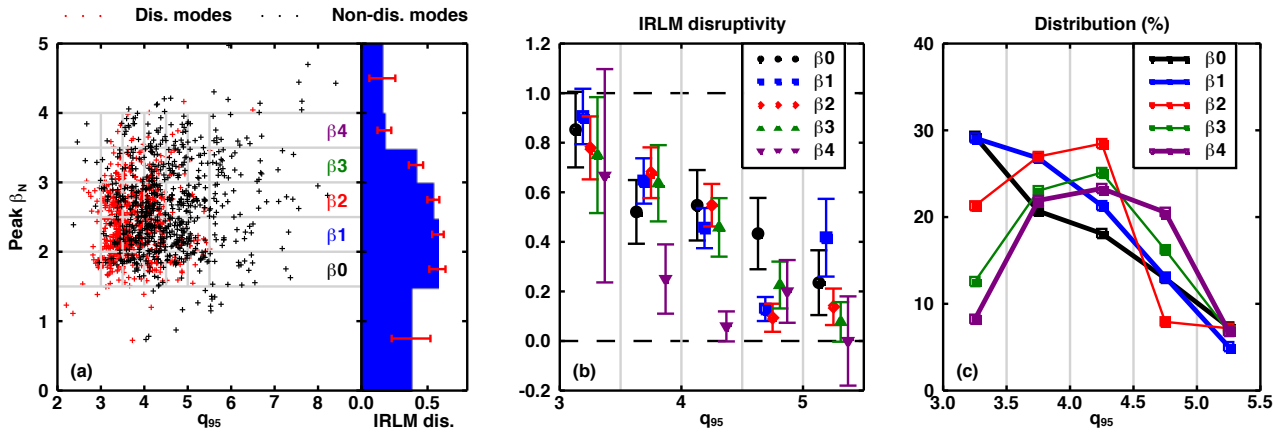 Dis. modes Non-dis. modes
IRLM disruptivity
Distribution (%)
5
4
3
2
1
0
Peak βN
β4
β3
β2
β1
β0
(a)
2 3 4 5 6 7 8
q95
0.0 0.5
IRLM dis.
1.2
1.0
0.8
0.6
0.4
0.2
0.0
-0.2
β0
β1
β2
β3
β4
(b)
3 4 5
q95
40
30
20
10
0
β0
β1
β2
β3
β4
(c)
3.0 3.5 4.0 4.5 5.0 5.5
q95